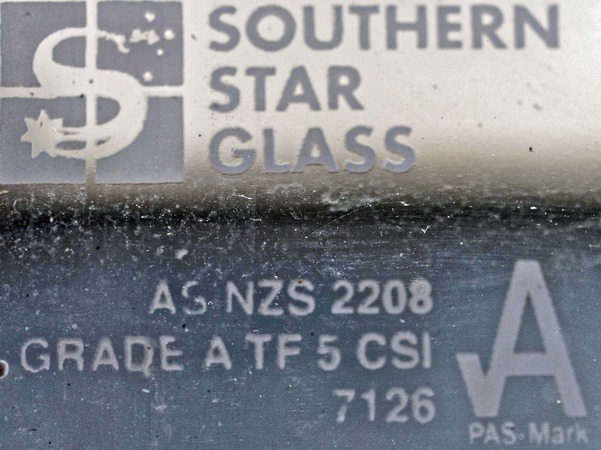 SOUTHERN
STAR
GLASS
AS NZS 2208
GRADE A TF 5 CSI
7126
A
PAS-Mark